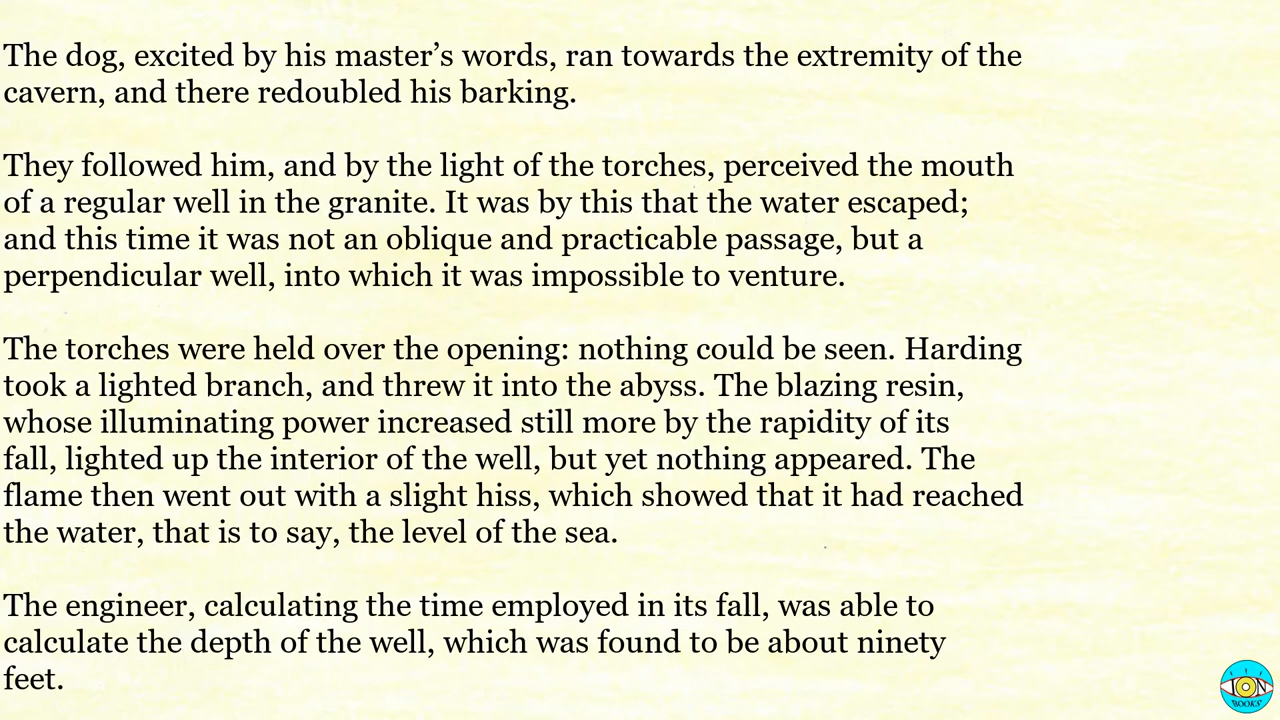 The dog, excited by his master’s words, ran towards the extremity of the
cavern, and there redoubled his barking.
They followed him, and by the light of the torches, perceived the mouth
of a regular well in the granite. It was by this that the water escaped;
and this time it was not an oblique and practicable passage, but a
perpendicular well, into which it was impossible to venture.
The torches were held over the opening: nothing could be seen. Harding
took a lighted branch, and threw it into the abyss. The blazing resin,
whose illuminating power increased still more by the rapidity of its
fall, lighted up the interior of the well, but yet nothing appeared. The
flame then went out with a slight hiss, which showed that it had reached
the water, that is to say, the level of the sea.
The engineer, calculating the time employed in its fall, was able to
calculate the depth of the well, which was found to be about ninety
feet.
ION
BOOKS